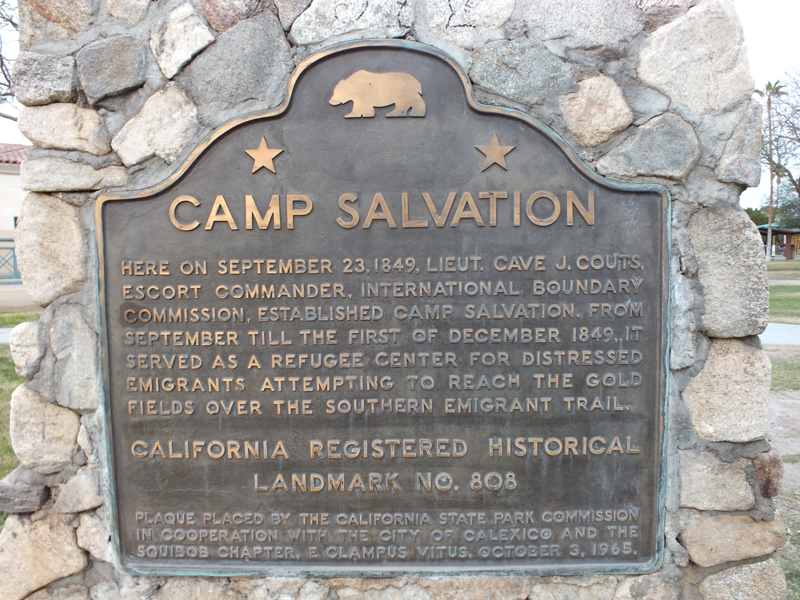 CAMP SALVATION
HERE ON SEPTEMBER 23, 1849, LIEUT. CAVE J. COUTS,
ESCORT COMMANDER, INTERNATIONAL BOUNDARY
COMMISSION, ESTABLISHED CAMP SALVATION. FROM
SEPTEMBER TILL THE FIRST OF DECEMBER 1849, IT
SERVED AS A REFUGEE CENTER FOR DISTRESSED
EMIGRANTS ATTEMPTING TO REACH THE GOLD
FIELDS OVER THE SOUTHERN EMIGRANT TRAIL.
CALIFORNIA REGISTERED HISTORICAL
LANDMARK NO. 808
PLAQUE PLACED BY THE CALIFORNIA STATE PARK COMMISSION
IN COOPERATION WITH THE CITY OF CALEXICO AND THE
SQUIBOB CHAPTER, E CLAMPUS VITUS, OCTOBER 3, 1965.